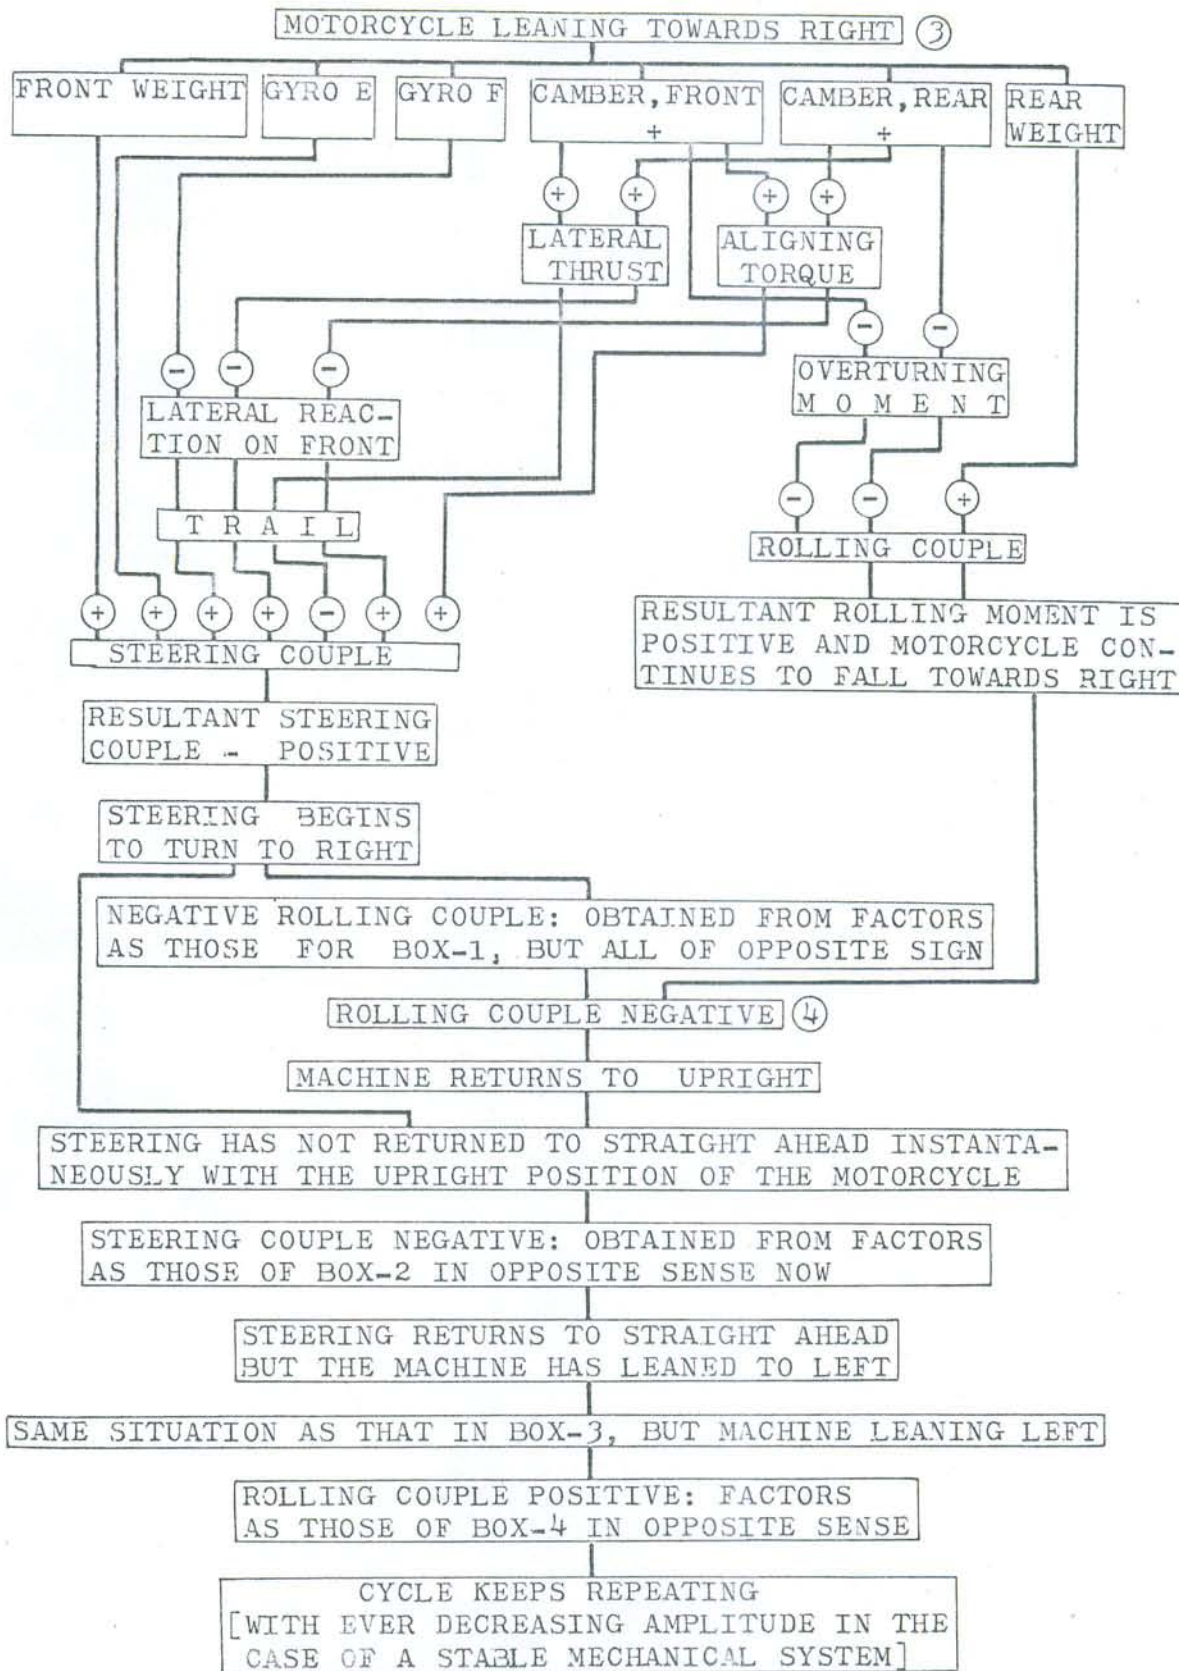 MOTORCYCLE LEANING TOWARDS RIGHT 3
FRONT WEIGHT
GYRO E
GYRO F
CAMBER, FRONT
+
CAMBER, REAR
+
REAR
WEIGHT
+ + + +
LATERAL
THRUST
ALIGNING
TORQUE
- -
- - -
OVERTURNING
M O M E N T
LATERAL REAC-
TION ON FRONT
- - +
T R A I L
ROLLING COUPLE
+ + + + - + +
STEERING COUPLE
RESULTANT ROLLING MOMENT IS
POSITIVE AND MOTORCYCLE CON-
TINUES TO FALL TOWARDS RIGHT
RESULTANT STEERING
COUPLE - POSITIVE
STEERING BEGINS
TO TURN TO RIGHT
NEGATIVE ROLLING COUPLE: OBTAINED FROM FACTORS
AS THOSE FOR BOX-1, BUT ALL OF OPPOSITE SIGN
ROLLING COUPLE NEGATIVE 4
MACHINE RETURNS TO UPRIGHT
STEERING HAS NOT RETURNED TO STRAIGHT AHEAD INSTANTA-
NEOUSLY WITH THE UPRIGHT POSITION OF THE MOTORCYCLE
STEERING COUPLE NEGATIVE: OBTAINED FROM FACTORS
AS THOSE OF BOX-2 IN OPPOSITE SENSE NOW
STEERING RETURNS TO STRAIGHT AHEAD
BUT THE MACHINE HAS LEANED TO LEFT
SAME SITUATION AS THAT IN BOX-3, BUT MACHINE LEANING LEFT
ROLLING COUPLE POSITIVE: FACTORS
AS THOSE OF BOX-4 IN OPPOSITE SENSE
CYCLE KEEPS REPEATING
[WITH EVER DECREASING AMPLITUDE IN THE
CASE OF A STABLE MECHANICAL SYSTEM]